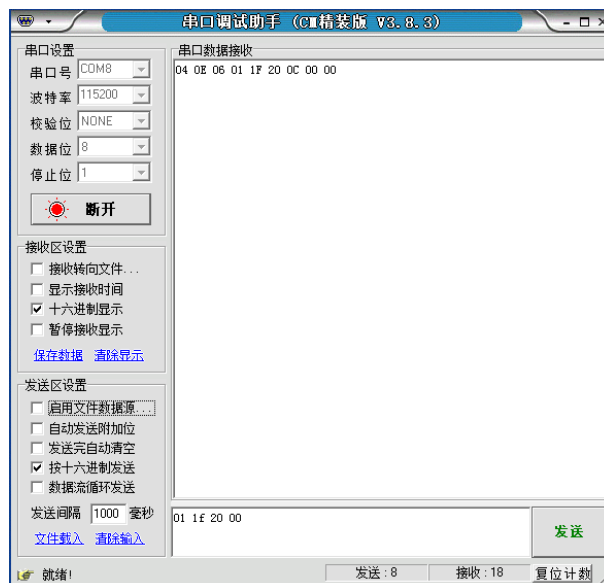 串口调试助手 (CM精装版 V3.8.3)
串口设置
串口号 COM8
波特率 115200
校验位 NONE
数据位 8
停止位 1
断开
接收区设置
接收转向文件...
显示接收时间
十六进制显示
暂停接收显示
保存数据 清除显示
发送区设置
启用文件数据源...
自动发送附加位
发送完自动清空
按十六进制发送
数据流循环发送
发送间隔 1000 毫秒
文件载入 清除输入
串口数据接收
04 0E 06 01 1F 20 0C 00 00
01 1f 20 00
发送
就绪! 发送:8 接收:18 复位计数